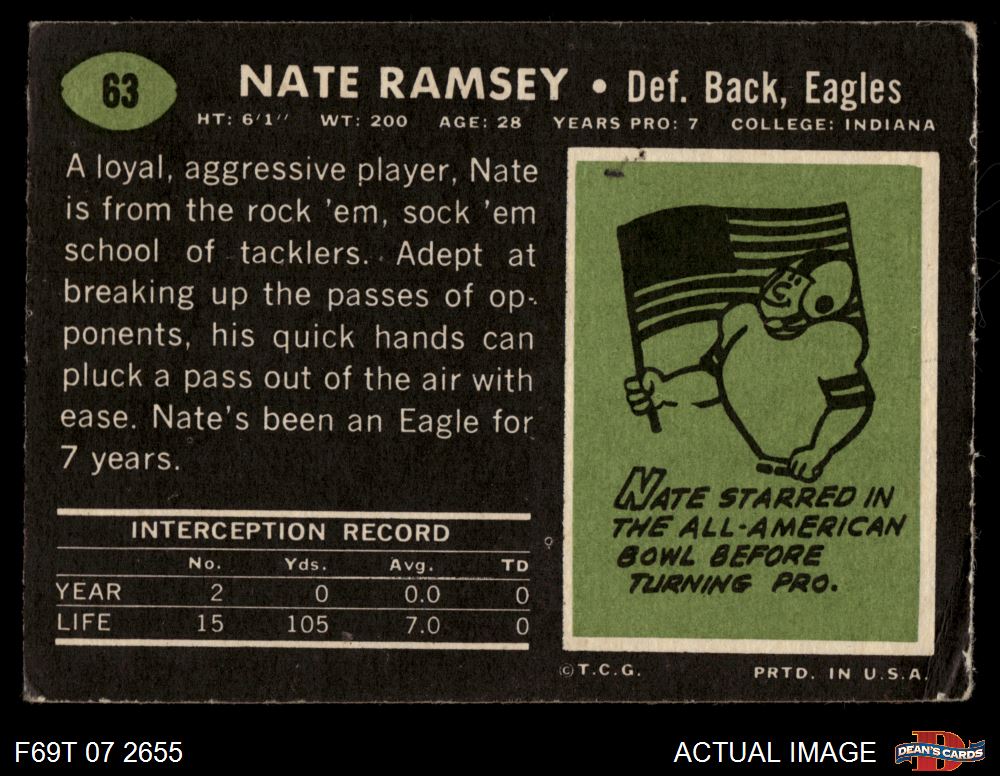 63
NATE RAMSEY • Def. Back, Eagles
HT: 6'1" WT: 200 AGE: 28 YEARS PRO: 7 COLLEGE: INDIANA
A loyal, aggressive player, Nate
is from the rock 'em, sock 'em
school of tacklers. Adept at
breaking up the passes of op-
ponents, his quick hands can
pluck a pass out of the air with
ease. Nate's been an Eagle for
7 years.
INTERCEPTION RECORD
No. Yds. Avg. TD
YEAR 2 0 0.0 0
LIFE 15 105 7.0 0
NATE STARRED IN
THE ALL-AMERICAN
BOWL BEFORE
TURNING PRO.
©T.C.G. PRTD. IN U.S.A.
F69T 07 2655 ACTUAL IMAGE
DEAN'S CARDS